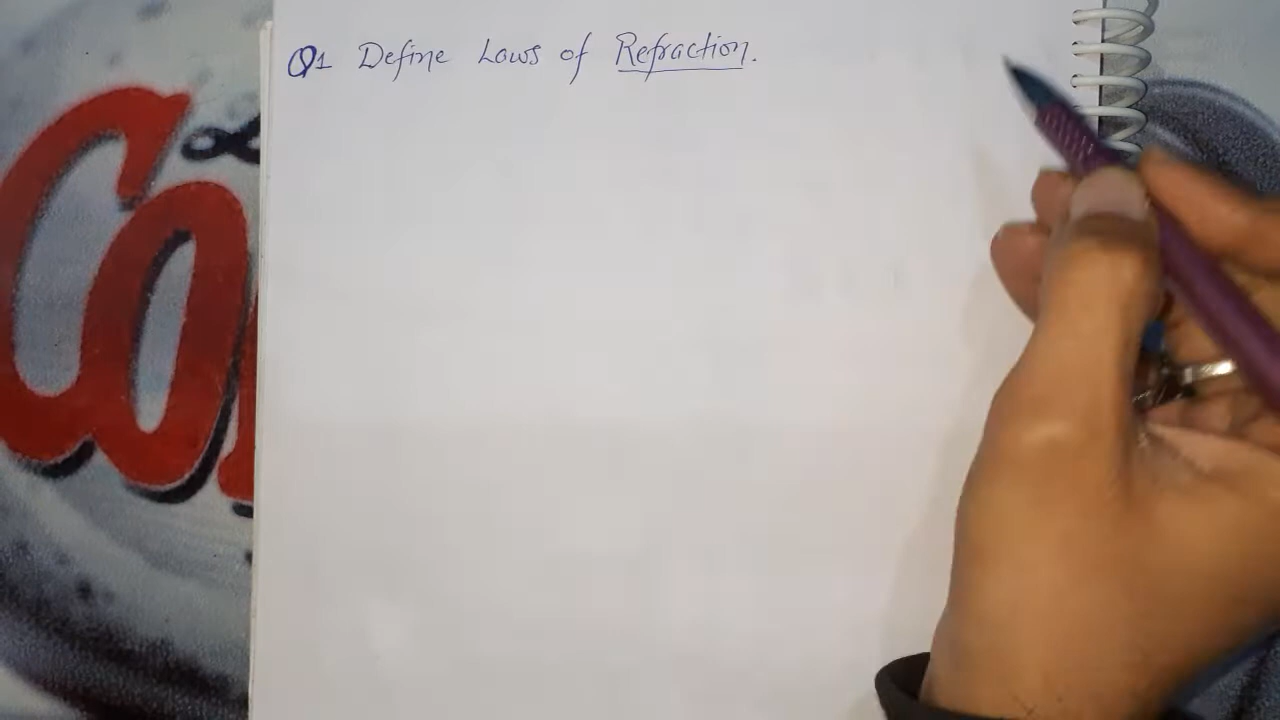 Q1 Define Laws of Refraction.